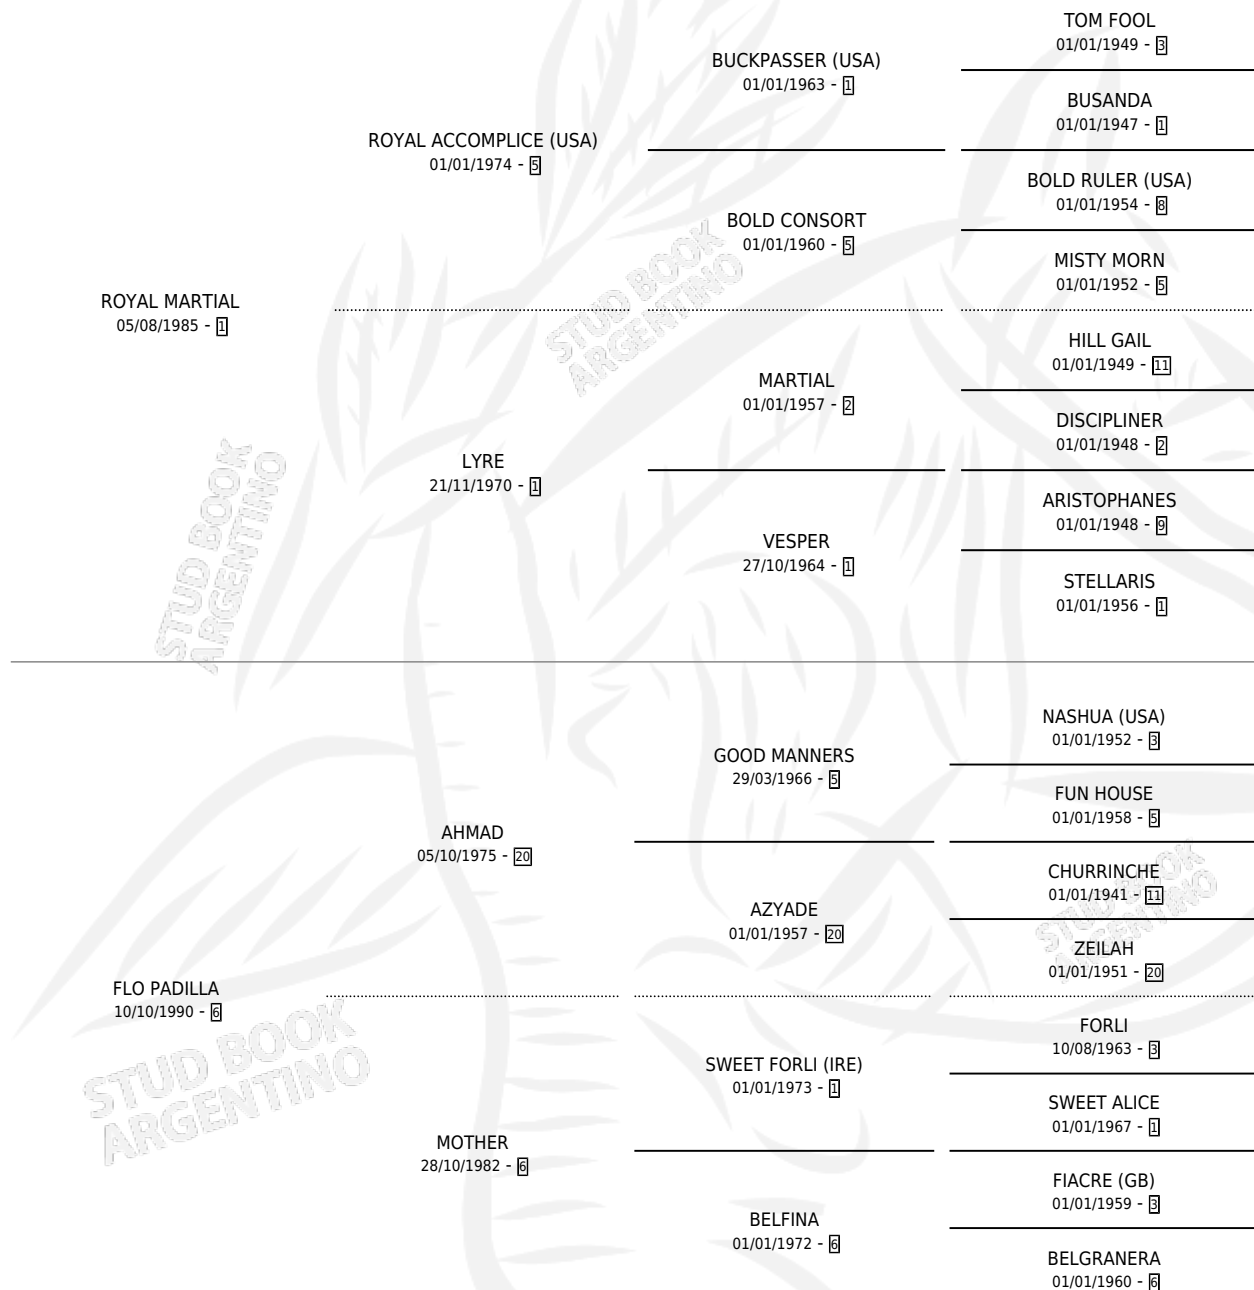 TOM FOOL
01/01/1949 - 3
BUCKPASSER (USA)
01/01/1963 - 1
BUSANDA
01/01/1947 - 1
ROYAL ACCOMPLICE (USA)
01/01/1974 - 5
BOLD RULER (USA)
01/01/1954 - 8
BOLD CONSORT
01/01/1960 - 5
MISTY MORN
01/01/1952 - 5
ROYAL MARTIAL
05/08/1985 - 1
HILL GAIL
01/01/1949 - 11
MARTIAL
01/01/1957 - 2
DISCIPLINER
01/01/1948 - 2
LYRE
21/11/1970 - 1
ARISTOPHANES
01/01/1948 - 9
VESPER
27/10/1964 - 1
STELLARIS
01/01/1956 - 1
NASHUA (USA)
01/01/1952 - 3
GOOD MANNERS
29/03/1966 - 5
FUN HOUSE
01/01/1958 - 5
AHMAD
05/10/1975 - 20
CHURRINCHE
01/01/1941 - 11
AZYADE
01/01/1957 - 20
ZEILAH
01/01/1951 - 20
FLO PADILLA
10/10/1990 - 6
FORLI
10/08/1963 - 3
SWEET FORLI (IRE)
01/01/1973 - 1
SWEET ALICE
01/01/1967 - 1
MOTHER
28/10/1982 - 6
FIACRE (GB)
01/01/1959 - 3
BELFINA
01/01/1972 - 6
BELGRANERA
01/01/1960 - 6
STUD BOOK
ARGENTINO
STUD BOOK
ARGENTINO
STUD BOOK
ARGENTINO
STUD BOOK
ARGENTINO